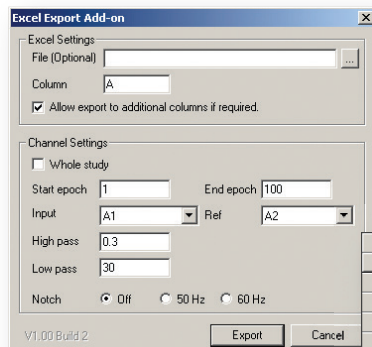 Excel Export Add-on
Excel Settings
File (Optional) ...
Column A
Allow export to additional columns if required.
Channel Settings
Whole study
Start epoch 1 End epoch 100
Input A1 Ref A2
High pass 0.3
Low pass 30
Notch Off 50 Hz 60 Hz
V1.00 Build 2 Export Cancel